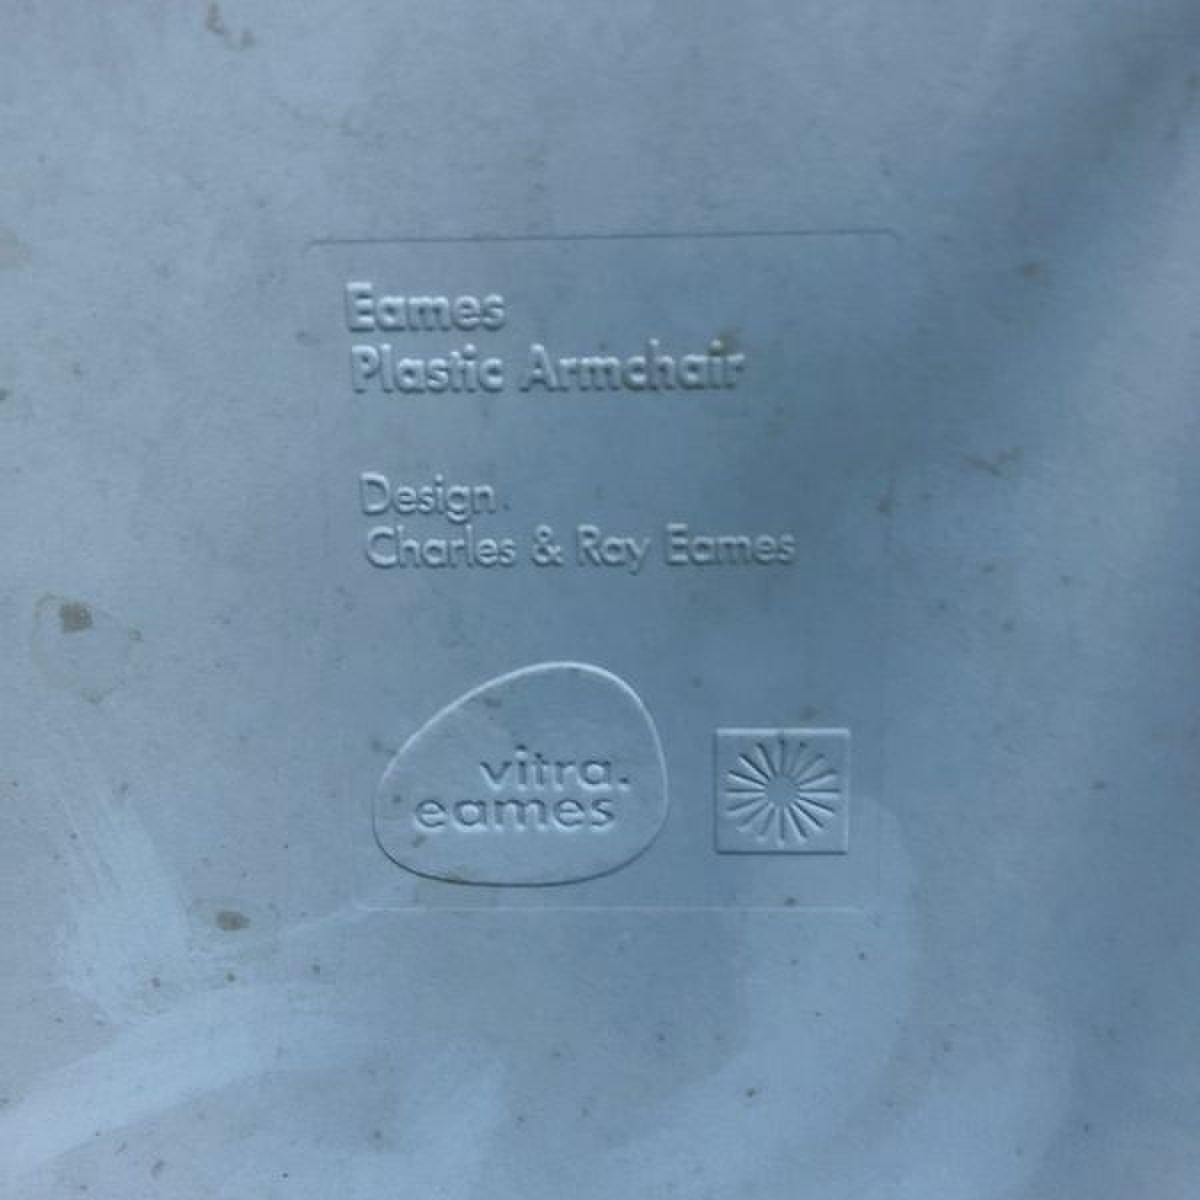 Eames
Plastic Armchair
Design
Charles & Ray Eames
vitra.
eames